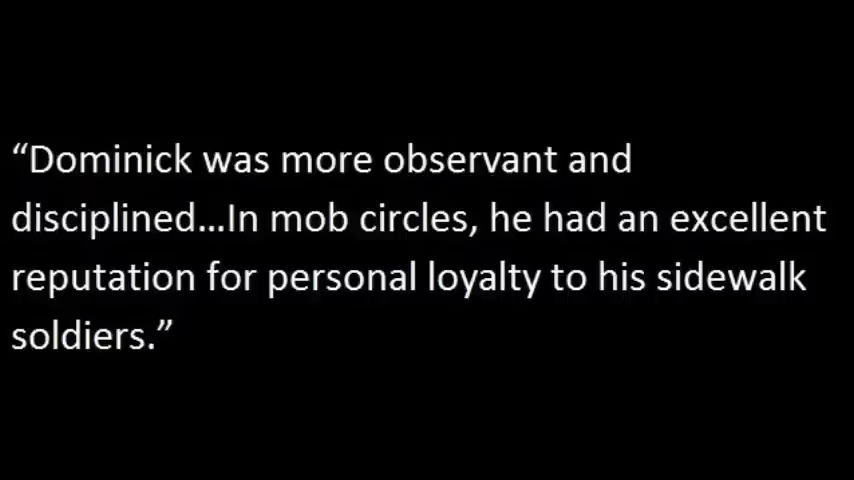 “Dominick was more observant and
disciplined…In mob circles, he had an excellent
reputation for personal loyalty to his sidewalk
soldiers.”